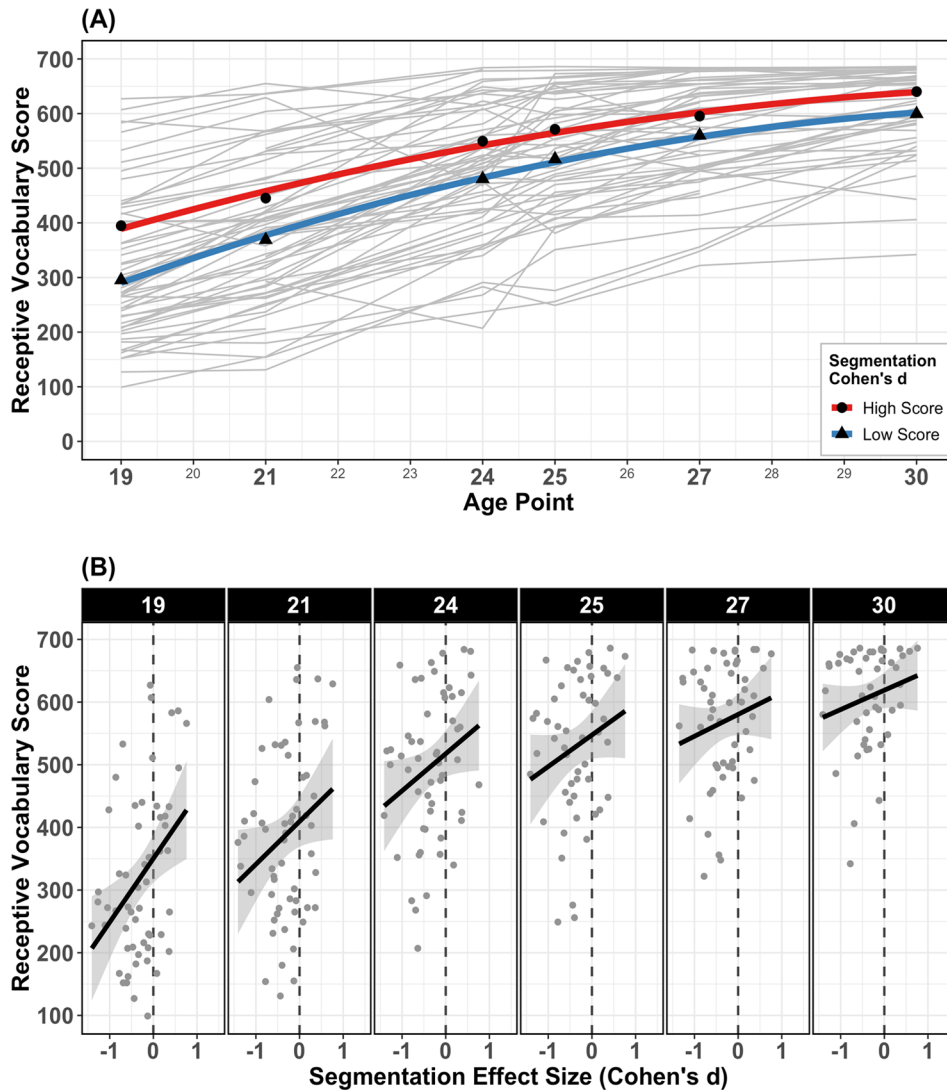 (A)
Receptive Vocabulary Score
700
600
500
400
300
200
100
0
Segmentation
Cohen's d
High Score
Low Score
19 20 21 22 23 24 25 26 27 28 29 30
Age Point
(B)
19 21 24 25 27 30
Receptive Vocabulary Score
700
600
500
400
300
200
100
-1 0 1 -1 0 1 -1 0 1 -1 0 1 -1 0 1 -1 0 1
Segmentation Effect Size (Cohen's d)